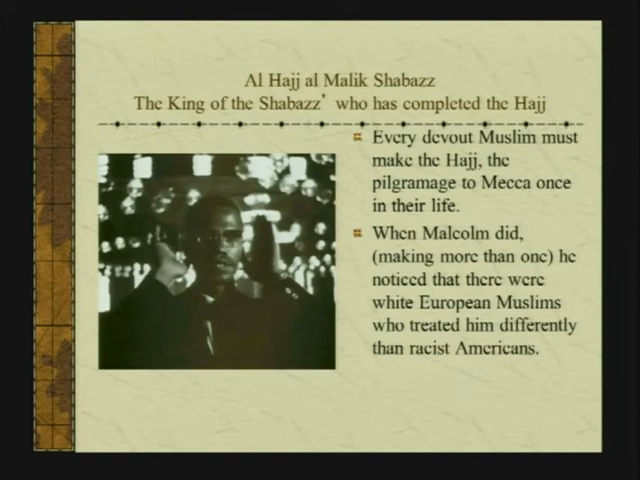 Al Hajj al Malik Shabazz
The King of the Shabazz’ who has completed the Hajj
Every devout Muslim must
make the Hajj, the
pilgramage to Mecca once
in their life.
When Malcolm did,
(making more than one) he
noticed that there were
white European Muslims
who treated him differently
than racist Americans.